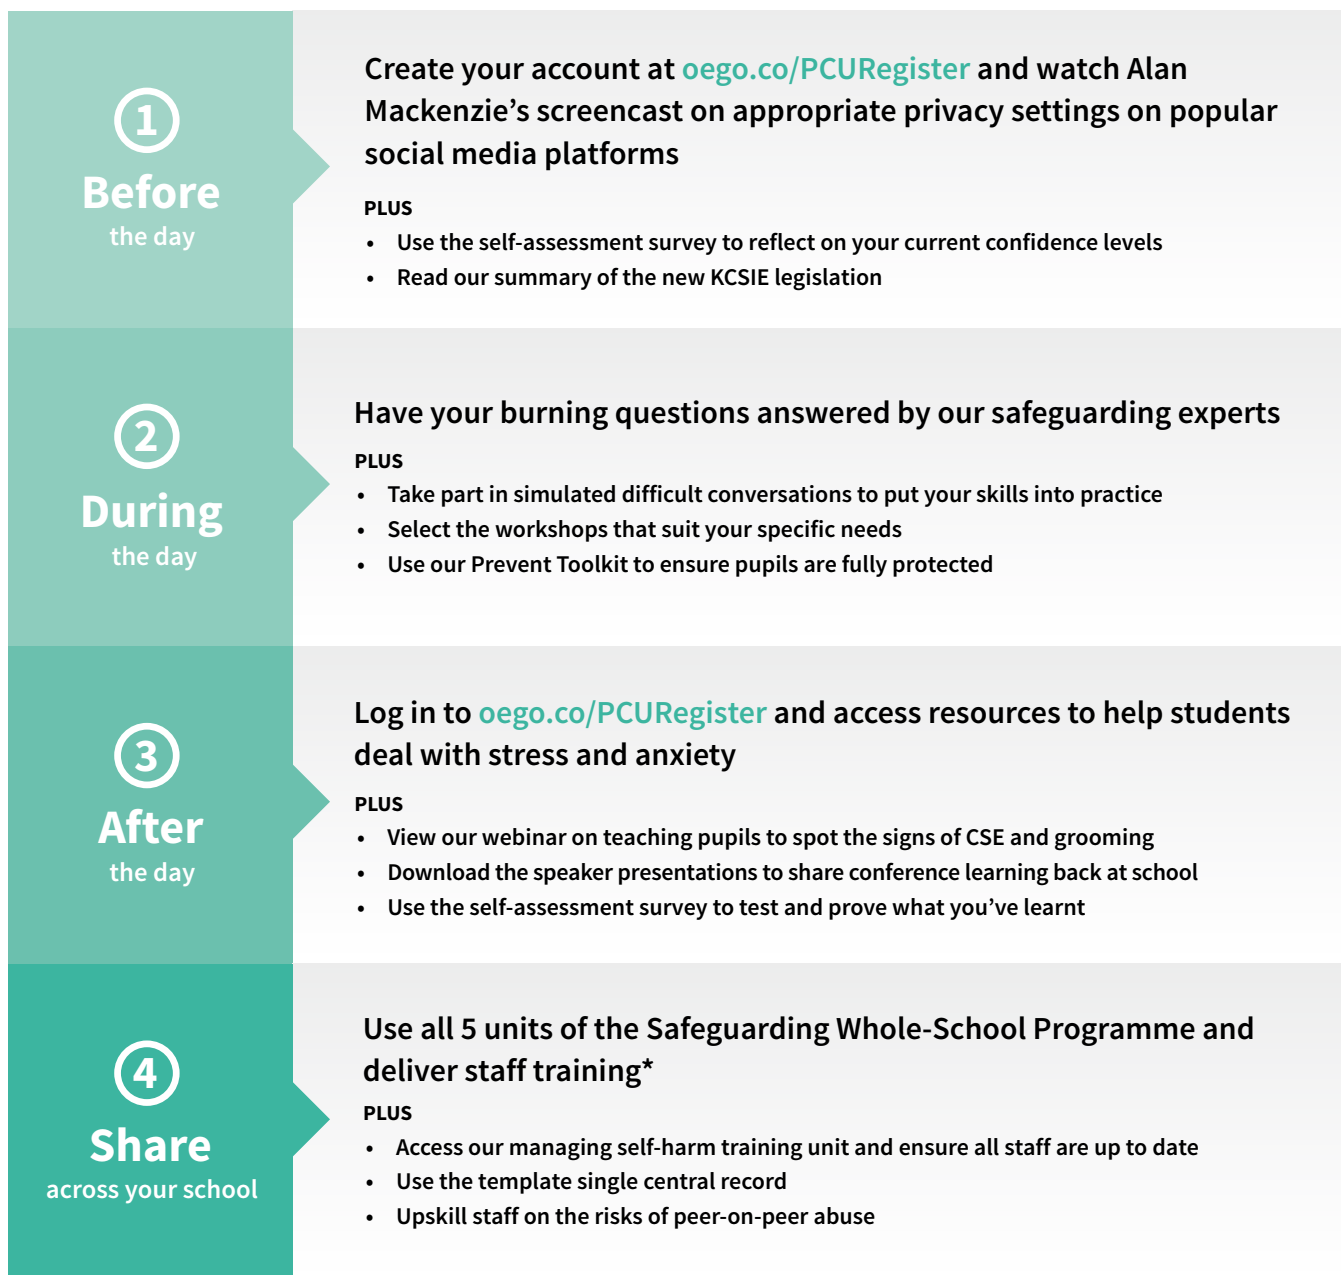 1
Before
the day
Create your account at oego.co/PCURegister and watch Alan
Mackenzie’s screencast on appropriate privacy settings on popular
social media platforms
PLUS
• Use the self-assessment survey to reflect on your current confidence levels
• Read our summary of the new KCSIE legislation
2
During
the day
Have your burning questions answered by our safeguarding experts
PLUS
• Take part in simulated difficult conversations to put your skills into practice
• Select the workshops that suit your specific needs
• Use our Prevent Toolkit to ensure pupils are fully protected
3
After
the day
Log in to oego.co/PCURegister and access resources to help students
deal with stress and anxiety
PLUS
• View our webinar on teaching pupils to spot the signs of CSE and grooming
• Download the speaker presentations to share conference learning back at school
• Use the self-assessment survey to test and prove what you’ve learnt
4
Share
across your school
Use all 5 units of the Safeguarding Whole-School Programme and
deliver staff training*
PLUS
• Access our managing self-harm training unit and ensure all staff are up to date
• Use the template single central record
• Upskill staff on the risks of peer-on-peer abuse